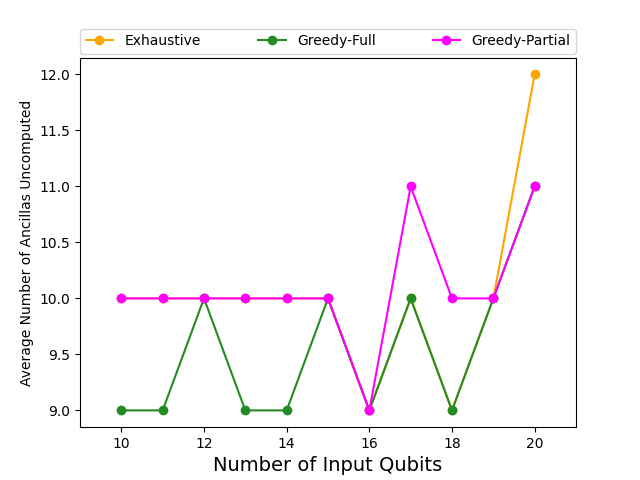 Exhaustive Greedy-Full Greedy-Partial
Average Number of Ancillas Uncomputed
12.0
11.5
11.0
10.5
10.0
9.5
9.0
10 12 14 16 18 20
Number of Input Qubits